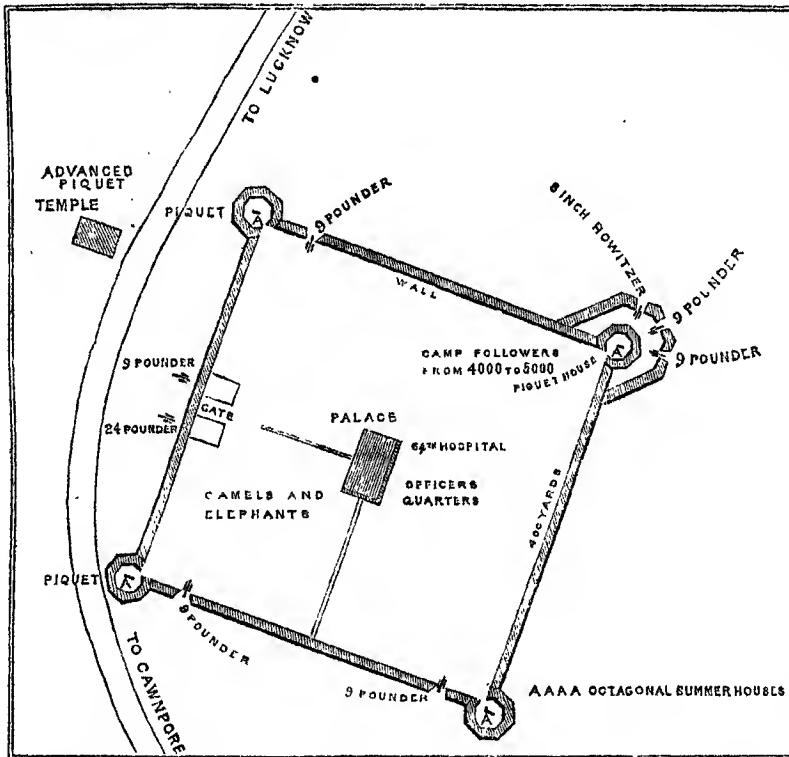 TO LUCKNOW
ADVANCED
PIQUET
TEMPLE
PIQUET
A
9 POUNDER
8 INCH HOWITZER
9 POUNDER
9 POUNDER
WALL
CAMP FOLLOWERS
FROM 4000 TO 5000
PIQUET HOUSE
A
9 POUNDER
GATE
24 POUNDER
PALACE
64TH HOSPITAL
OFFICERS
QUARTERS
CAMELS AND
ELEPHANTS
400 YARDS
PIQUET
A
9 POUNDER
9 POUNDER
A
AAAA OCTAGONAL SUMMER HOUSES
TO CAWNPORE